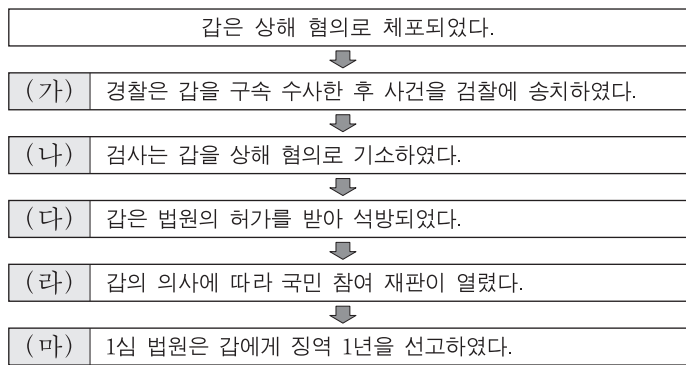 갑은 상해 혐의로 체포되었다.
(가) 경찰은 갑을 구속 수사한 후 사건을 검찰에 송치하였다.
(나) 검사는 갑을 상해 혐의로 기소하였다.
(다) 갑은 법원의 허가를 받아 석방되었다.
(라) 갑의 의사에 따라 국민 참여 재판이 열렸다.
(마) 1심 법원은 갑에게 징역 1년을 선고하였다.